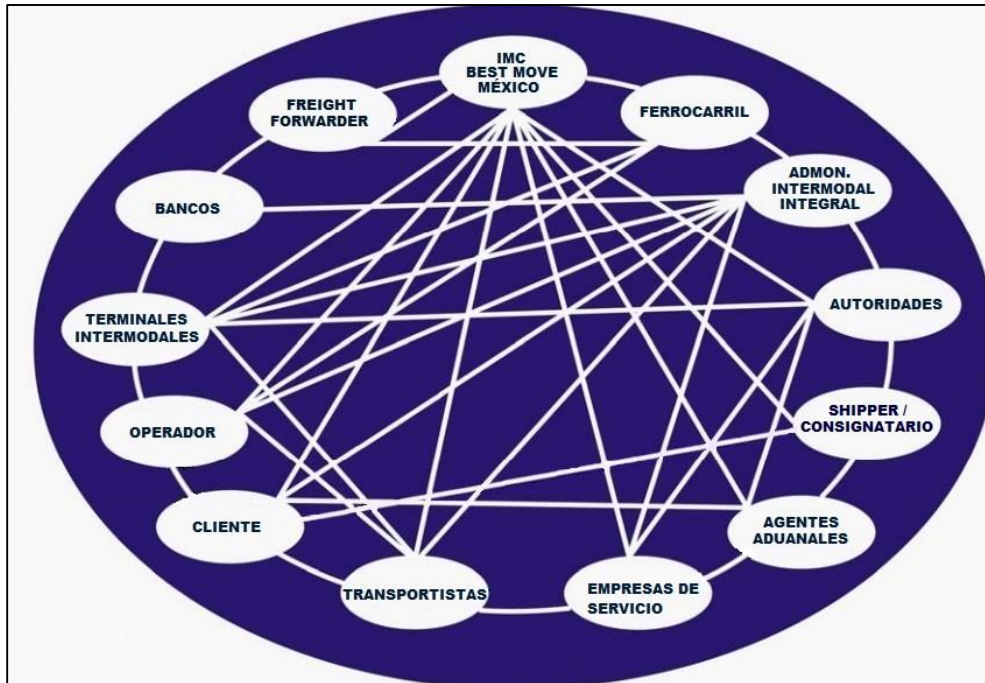 IMC
BEST MOVE
MÉXICO
FREIGHT
FORWARDER
FERROCARRIL
ADMON.
INTERMODAL
INTEGRAL
BANCOS
AUTORIDADES
TERMINALES
INTERMODALES
SHIPPER /
CONSIGNATARIO
OPERADOR
CLIENTE
AGENTES
ADUANALES
TRANSPORTISTAS
EMPRESAS DE
SERVICIO